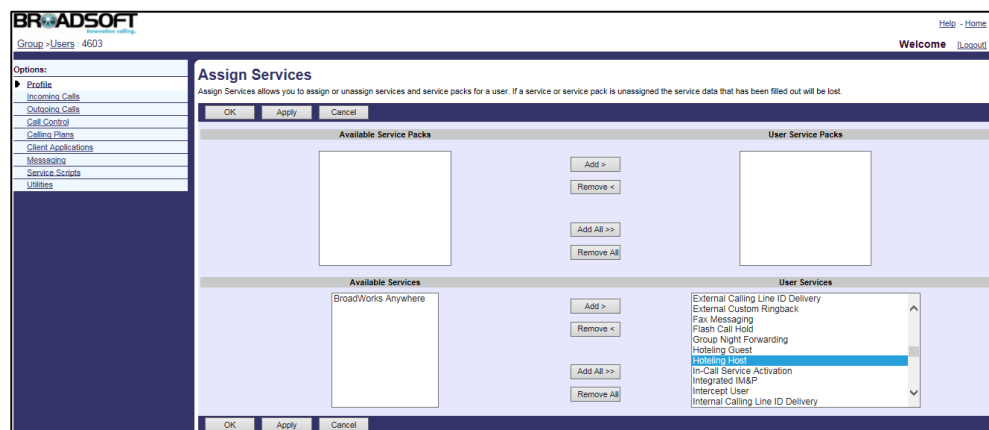 BROADSOFT
Innovation calling.
Help - Home
Group >Users : 4603
Welcome [Logout]
Options:
Profile
Incoming Calls
Outgoing Calls
Call Control
Calling Plans
Client Applications
Messaging
Service Scripts
Utilities
Assign Services
Assign Services allows you to assign or unassign services and service packs for a user. If a service or service pack is unassigned the service data that has been filled out will be lost.
OK Apply Cancel
Available Service Packs User Service Packs
Add >
Remove <
Add All >>
Remove All
Available Services User Services
BroadWorks Anywhere
Add >
Remove <
Add All >>
Remove All
External Calling Line ID Delivery
External Custom Ringback
Fax Messaging
Flash Call Hold
Group Night Forwarding
Hoteling Guest
Hoteling Host
In-Call Service Activation
Integrated IM&P
Intercept User
Internal Calling Line ID Delivery
OK Apply Cancel